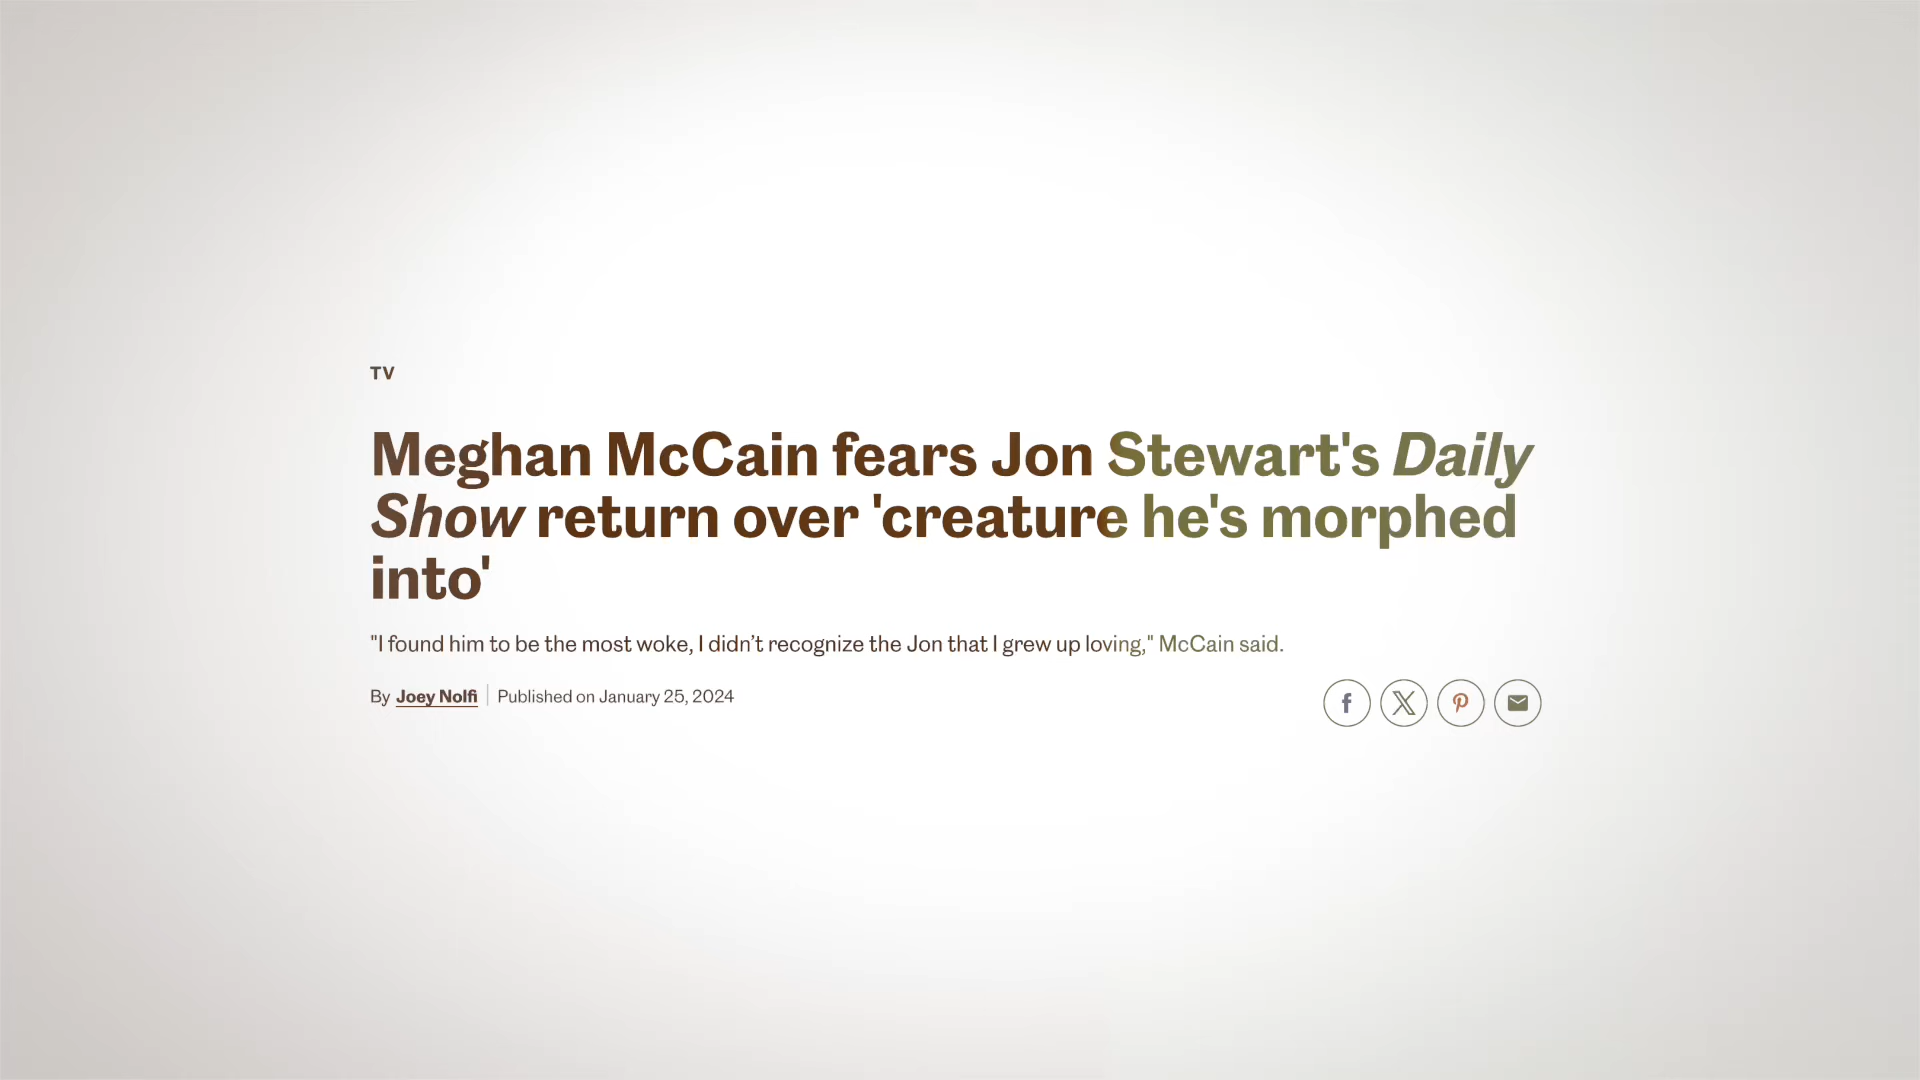 TV
Meghan McCain fears Jon Stewart's Daily
Show return over 'creature he's morphed
into'
"I found him to be the most woke, I didn’t recognize the Jon that I grew up loving," McCain said.
By Joey Nolfi | Published on January 25, 2024